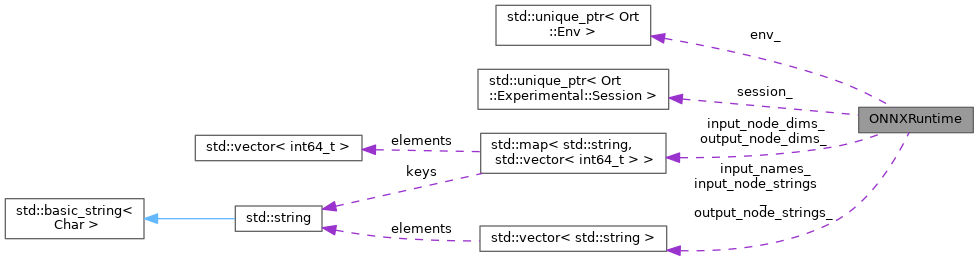 std::unique_ptr< Ort
::Env >
env_
std::unique_ptr< Ort
::Experimental::Session >
session_
ONNXRuntime
input_node_dims_
output_node_dims_
std::vector< int64_t >
elements
std::map< std::string,
std::vector< int64_t > >
keys
input_names_
input_node_strings
_
output_node_strings_
std::basic_string<
Char >
std::string
elements
std::vector< std::string >